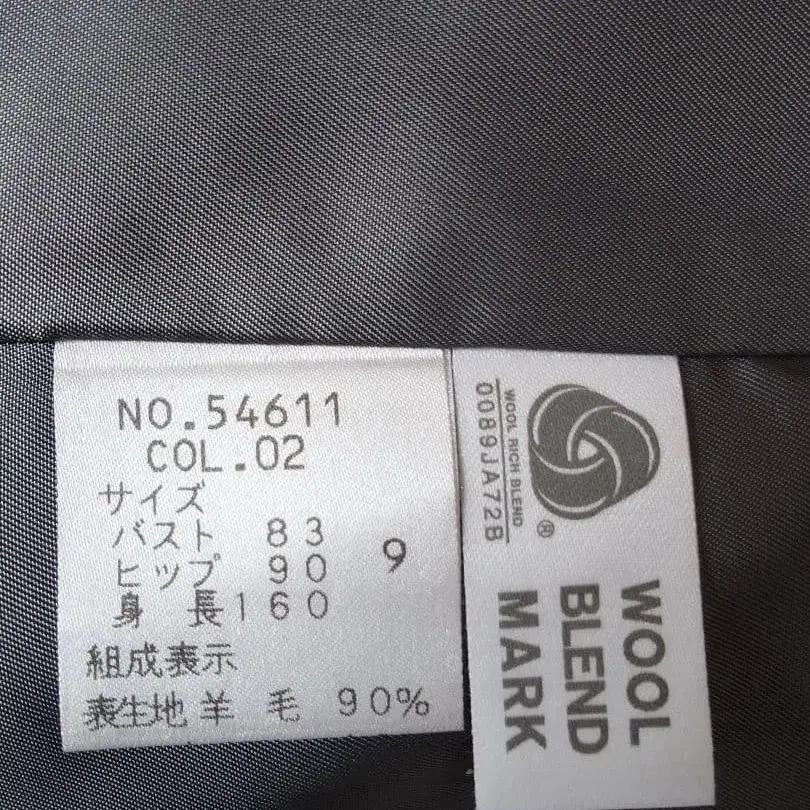 NO.54611
COL.02
サイズ
バスト 83
ヒップ 90 9
身 長160
組成表示
表生地 羊 毛 90%
WOOL RICH BLEND
0089JA72B
®
WOOL
BLEND
MARK